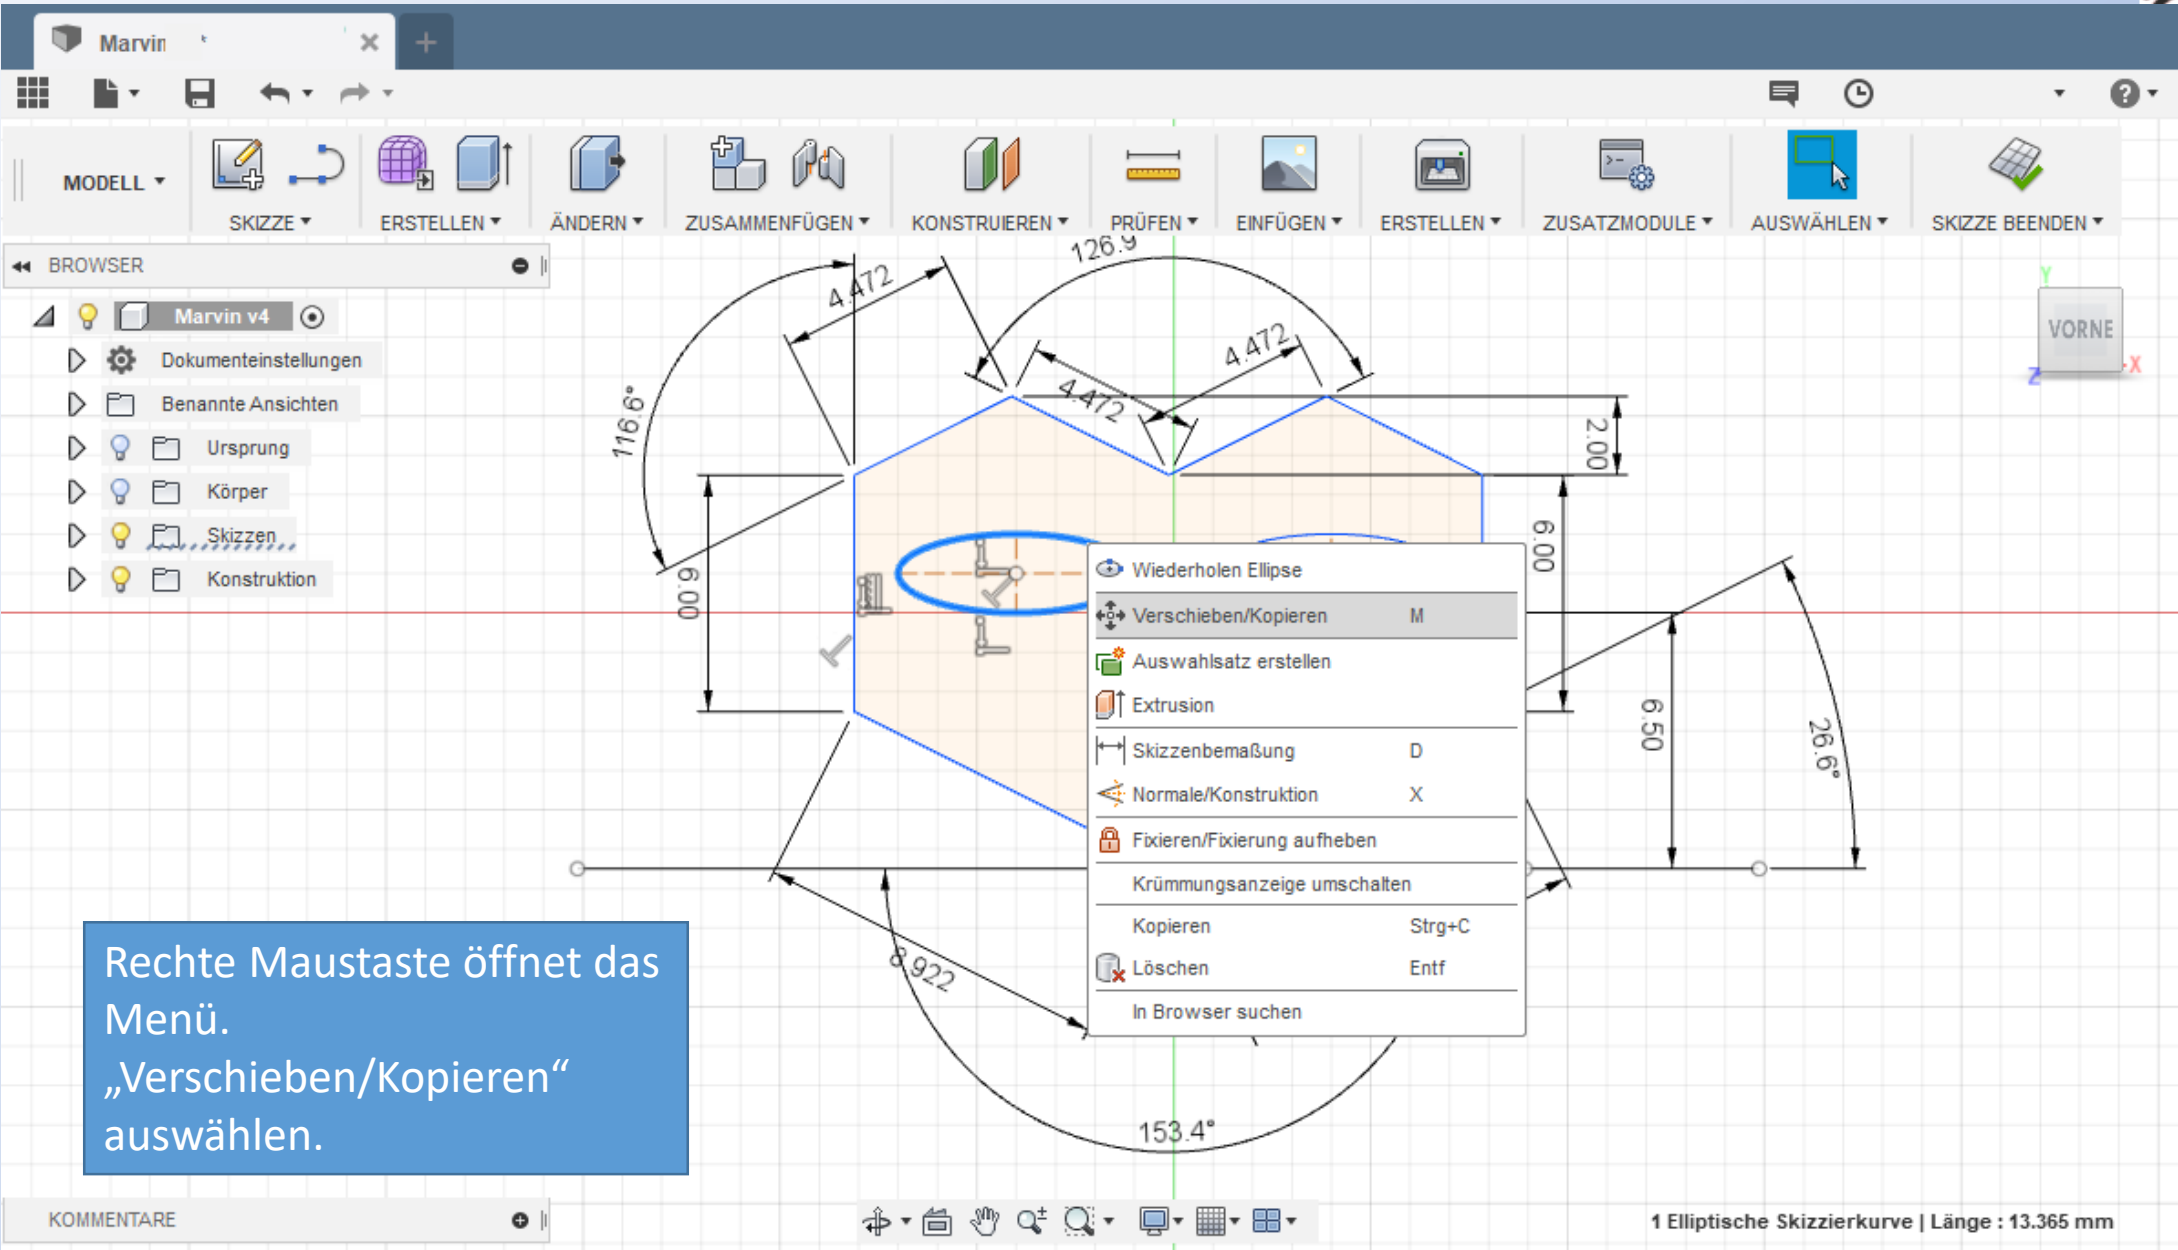 Marvin
MODELL
SKIZZE
ERSTELLEN
ÄNDERN
ZUSAMMENFÜGEN
KONSTRUIEREN
PRÜFEN
EINFÜGEN
ERSTELLEN
ZUSATZMODULE
AUSWÄHLEN
SKIZZE BEENDEN
BROWSER
Marvin v4
Dokumenteinstellungen
Benannte Ansichten
Ursprung
Körper
Skizzen
Konstruktion
126.9
4.472
4.472
4.472
116.6°
2.00
6.00
6.00
6.50
26.6°
8.922
153.4°
Y
VORNE
X
Z
Wiederholen Ellipse
Verschieben/Kopieren M
Auswahlsatz erstellen
Extrusion
Skizzenbemaßung D
Normale/Konstruktion X
Fixieren/Fixierung aufheben
Krümmungsanzeige umschalten
Kopieren Strg+C
Löschen Entf
In Browser suchen
Rechte Maustaste öffnet das
Menü.
„Verschieben/Kopieren“
auswählen.
KOMMENTARE
1 Elliptische Skizzierkurve | Länge : 13.365 mm